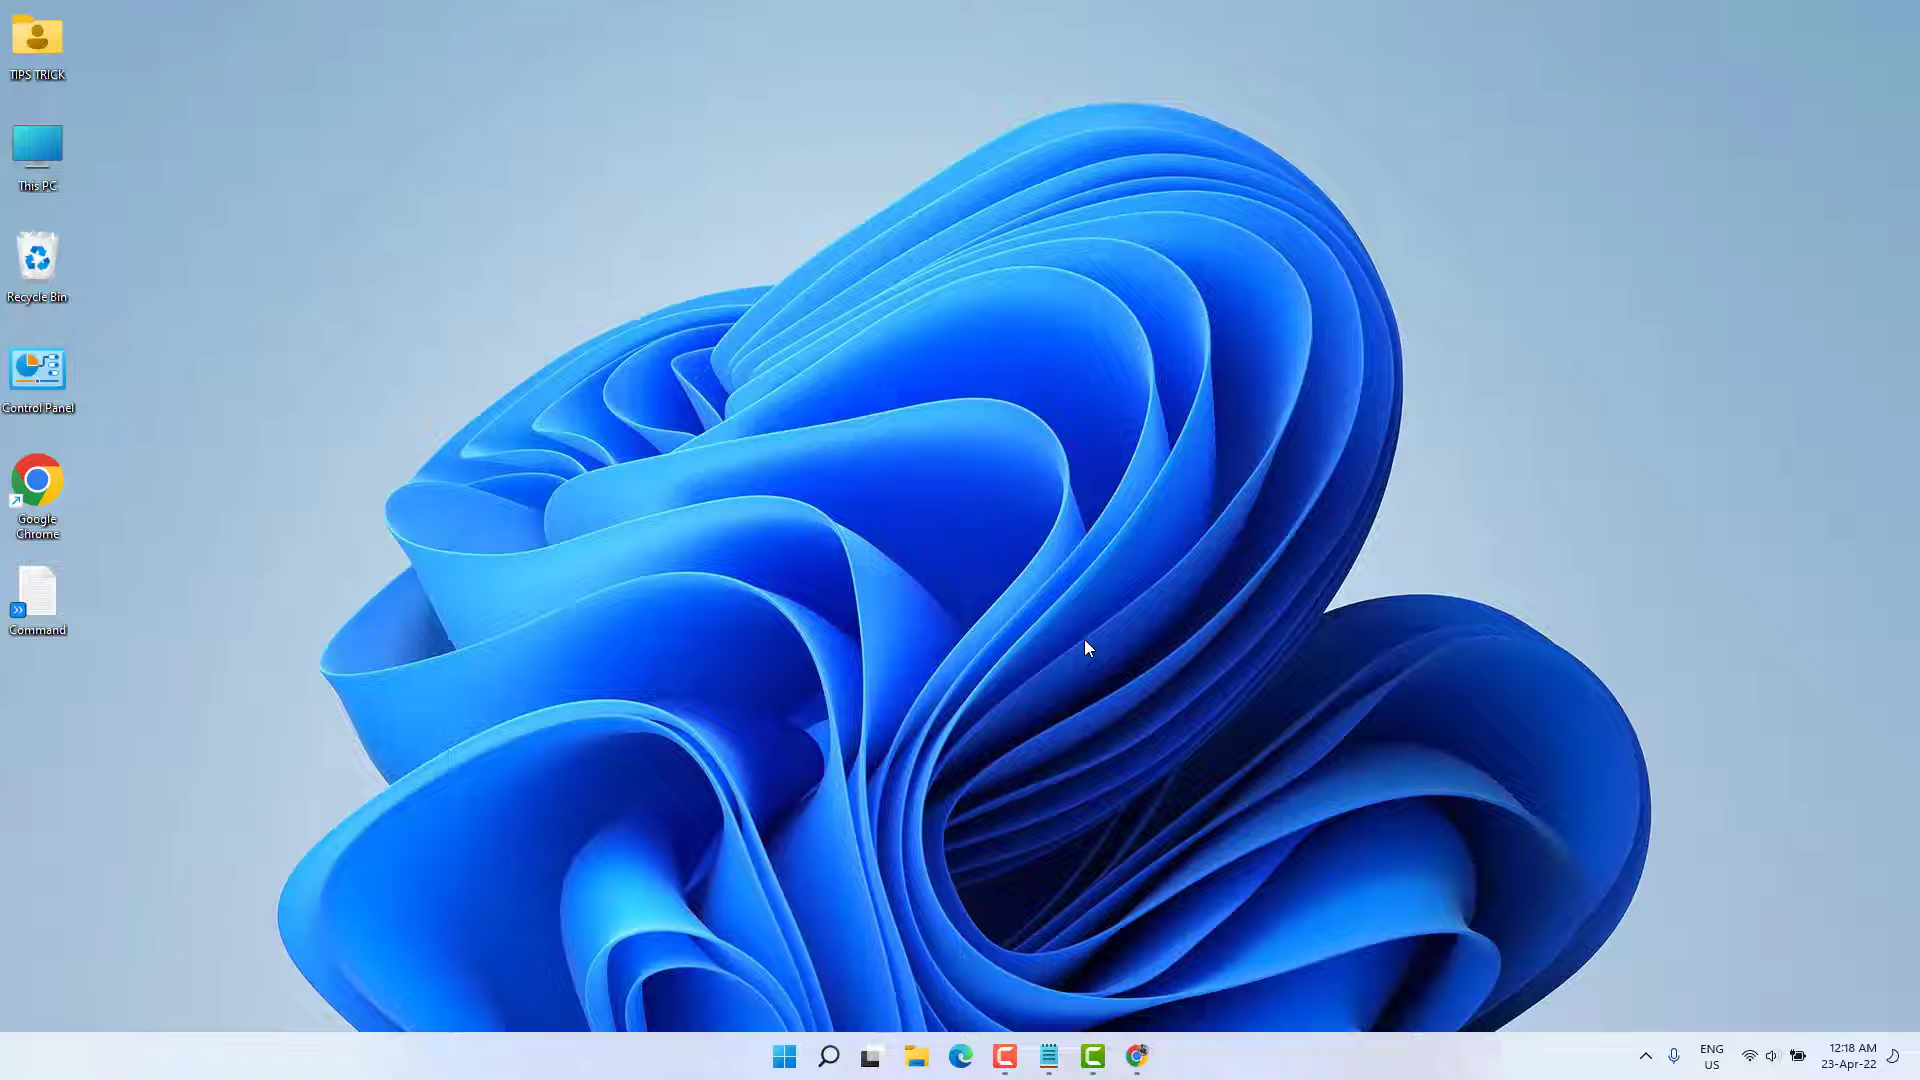 TIPS TRICK
This PC
Recycle Bin
Control Panel
Google
Chrome
Command
ENG
US
12:18 AM
23-Apr-22